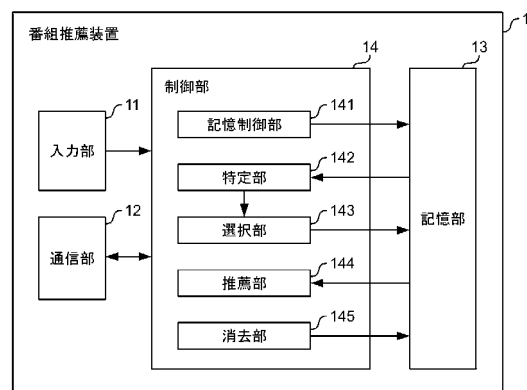 番組推薦装置
1
14
13
制御部
11
入力部
141
記憶制御部
142
特定部
12
通信部
143
選択部
記憶部
144
推薦部
145
消去部